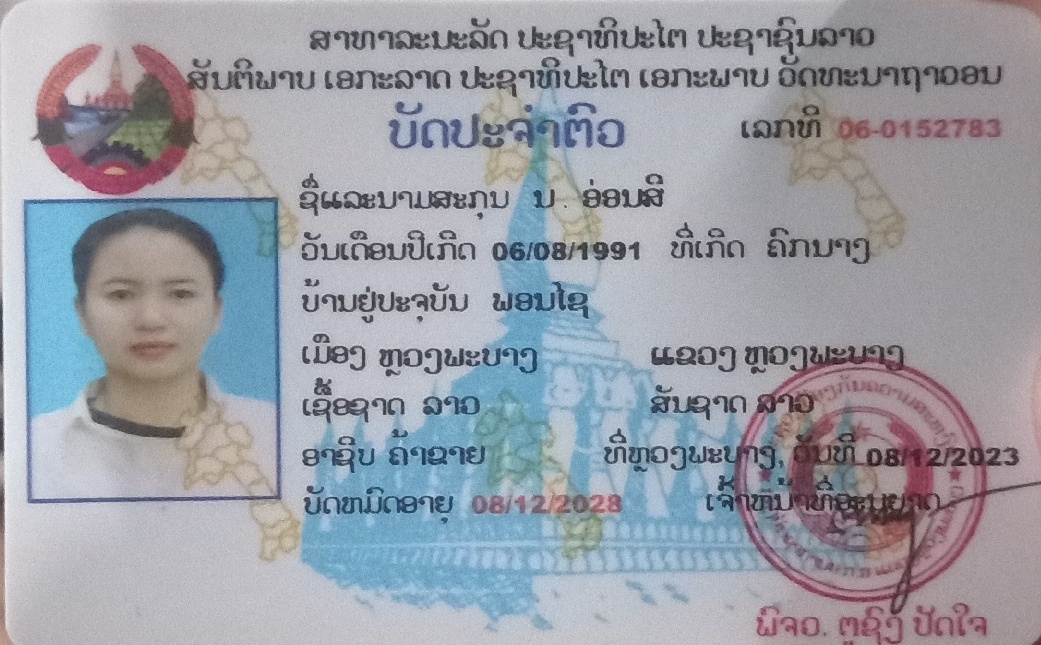 ສາທາລະນະລັດ ປະຊາທິປະໄຕ ປະຊາຊົນລາວ
ສັນຕິພາບ ເອກະລາດ ປະຊາທິປະໄຕ ເອກະພາບ ວັດທະນາຖາວອນ
ບັດປະຈຳຕົວ
ເລກທີ 06-0152783
ຊື່ແລະນາມສະກຸນ ນ. ອ່ອນສີ
ວັນເດືອນປີເກີດ 06/08/1991 ທີ່ເກີດ ຄົກນາງ
ບ້ານຢູ່ປະຈຸບັນ ພອນໄຊ
ເມືອງ ຫຼວງພະບາງ ແຂວງ ຫຼວງພະບາງ
ເຊື້ອຊາດ ລາວ ສັນຊາດ ລາວ
ອາຊີບ ຄ້າຂາຍ ທີ່ຫຼວງພະບາງ, ວັນທີ 08/12/2023
ບັດຫມົດອາຍຸ 08/12/2028 ເຈົ້າຫນ້າທີ່ອະນຸຍາດ
ພິຈວ. ຕູຊົງ ປັດໃຈ